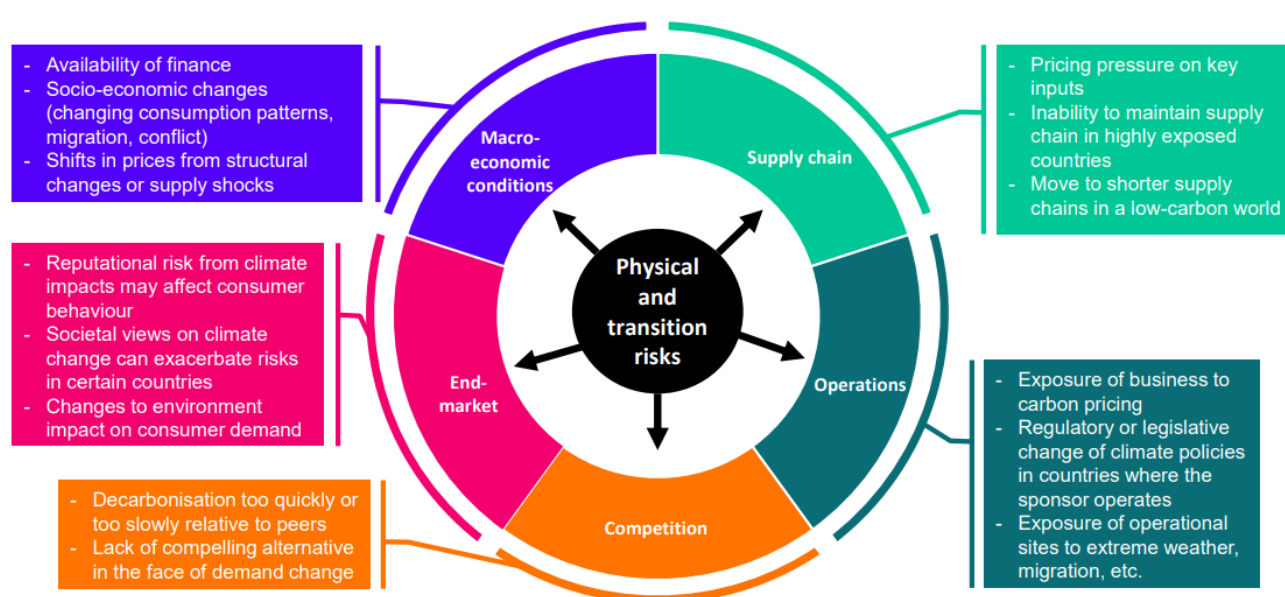 - Availability of finance
- Socio-economic changes
(changing consumption patterns,
migration, conflict)
- Shifts in prices from structural
changes or supply shocks
- Pricing pressure on key
inputs
- Inability to maintain supply
chain in highly exposed
countries
- Move to shorter supply
chains in a low-carbon world
Macro-
economic
conditions
Supply chain
- Reputational risk from climate
impacts may affect consumer
behaviour
- Societal views on climate
change can exacerbate risks
in certain countries
- Changes to environment
impact on consumer demand
Physical
and
transition
risks
End-
market
Operations
- Exposure of business to
carbon pricing
- Regulatory or legislative
change of climate policies
in countries where the
sponsor operates
- Exposure of operational
sites to extreme weather,
migration, etc.
- Decarbonisation too quickly or
too slowly relative to peers
- Lack of compelling alternative
in the face of demand change
Competition